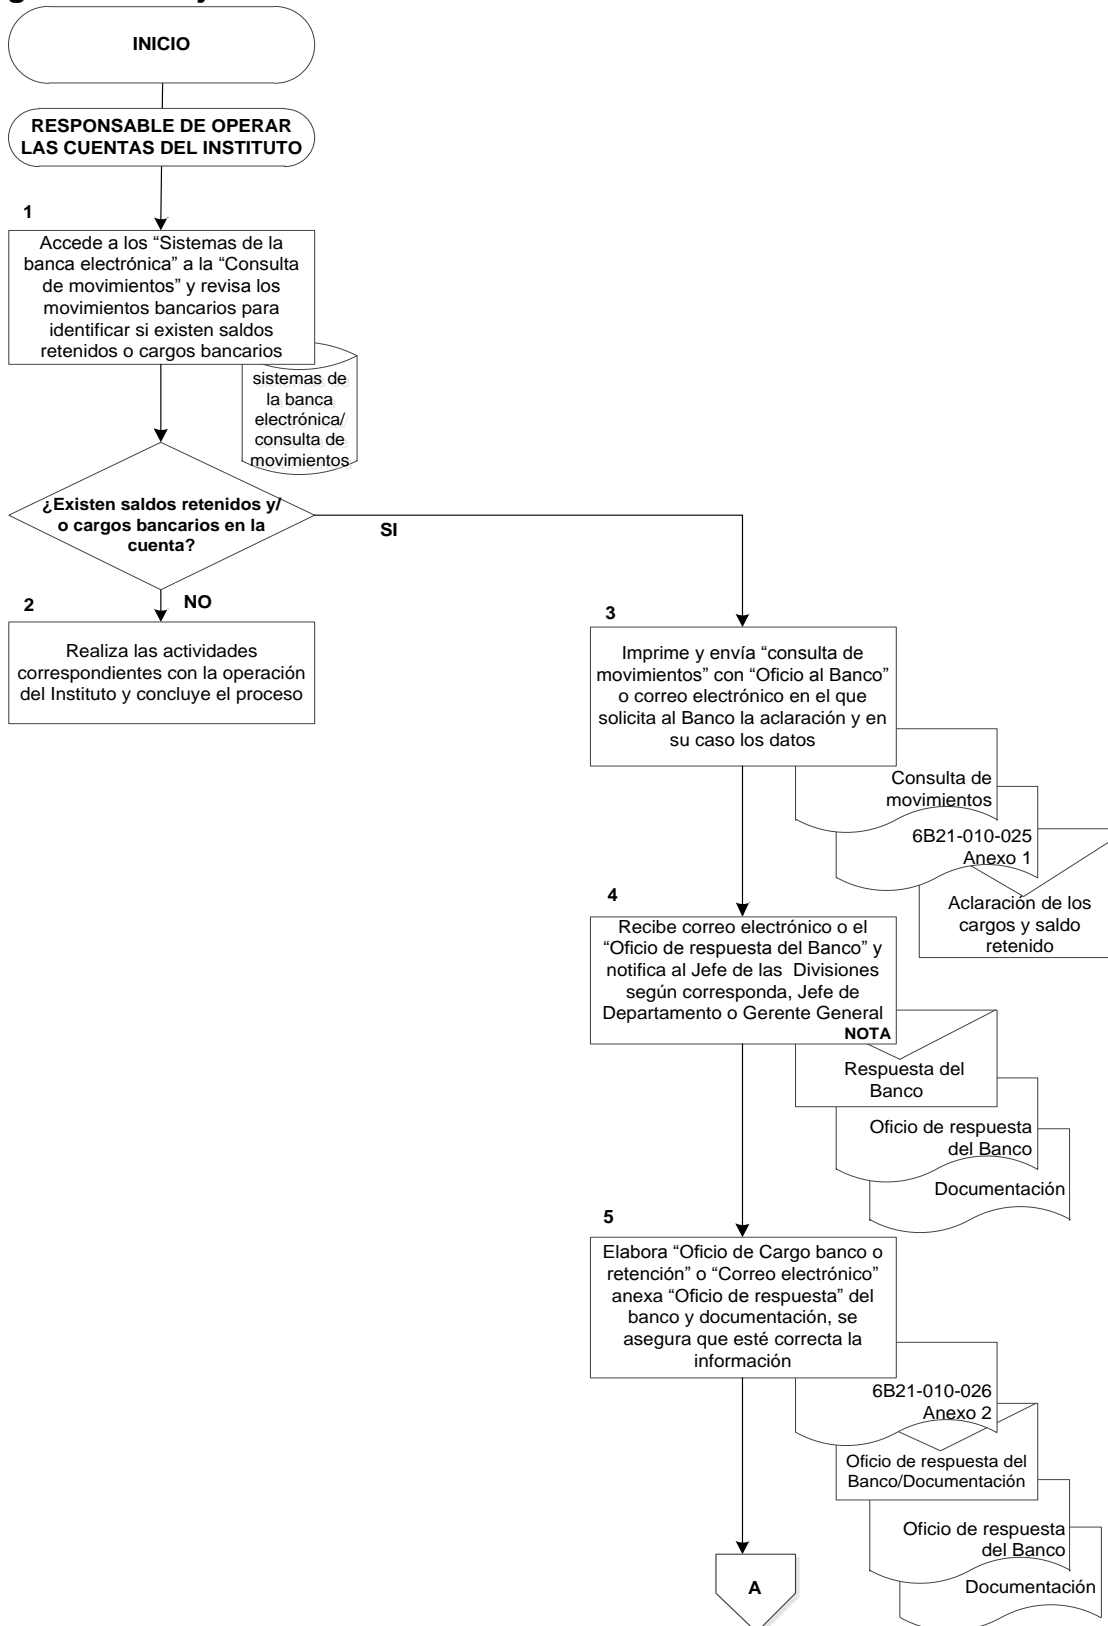 INICIO
RESPONSABLE DE OPERAR
LAS CUENTAS DEL INSTITUTO
1
Accede a los “Sistemas de la
banca electrónica” a la “Consulta
de movimientos” y revisa los
movimientos bancarios para
identificar si existen saldos
retenidos o cargos bancarios
sistemas de
la banca
electrónica/
consulta de
movimientos
¿Existen saldos retenidos y/
o cargos bancarios en la
cuenta?
SI
NO
2
Realiza las actividades
correspondientes con la operación
del Instituto y concluye el proceso
3
Imprime y envía “consulta de
movimientos” con “Oficio al Banco”
o correo electrónico en el que
solicita al Banco la aclaración y en
su caso los datos
Consulta de
movimientos
6B21-010-025
Anexo 1
Aclaración de los
cargos y saldo
retenido
4
Recibe correo electrónico o el
“Oficio de respuesta del Banco” y
notifica al Jefe de las Divisiones
según corresponda, Jefe de
Departamento o Gerente General
NOTA
Respuesta del
Banco
Oficio de respuesta
del Banco
Documentación
5
Elabora “Oficio de Cargo banco o
retención” o “Correo electrónico”
anexa “Oficio de respuesta” del
banco y documentación, se
asegura que esté correcta la
información
6B21-010-026
Anexo 2
Oficio de respuesta del
Banco/Documentación
Oficio de respuesta
del Banco
Documentación
A